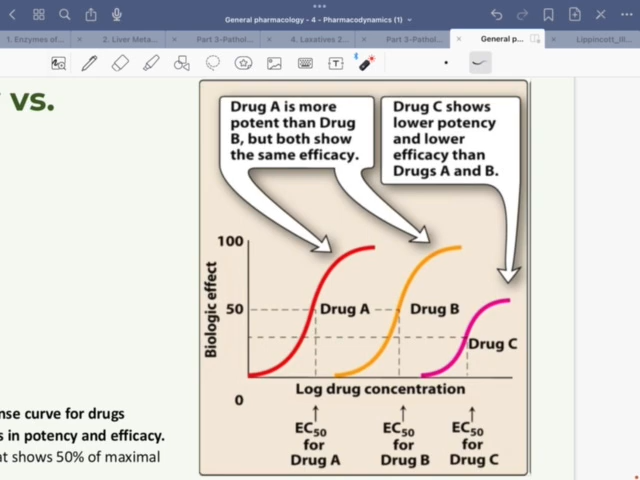 General pharmacology - 4 - Pharmacodynamics (1)
1. Enzymes of...
2. Liver Meta...
Part 3-Pathol...
4. Laxatives 2...
Part 3-Pathol...
General p...
Lippincott_Ill...
vs.
Drug A is more
potent than Drug
B, but both show
the same efficacy.
Drug C shows
lower potency
and lower
efficacy than
Drugs A and B.
100
50
0
Biologic effect
Drug A
Drug B
Drug C
Log drug concentration
EC50
for
Drug A
EC50
for
Drug B
EC50
for
Drug C
nse curve for drugs
s in potency and efficacy.
at shows 50% of maximal